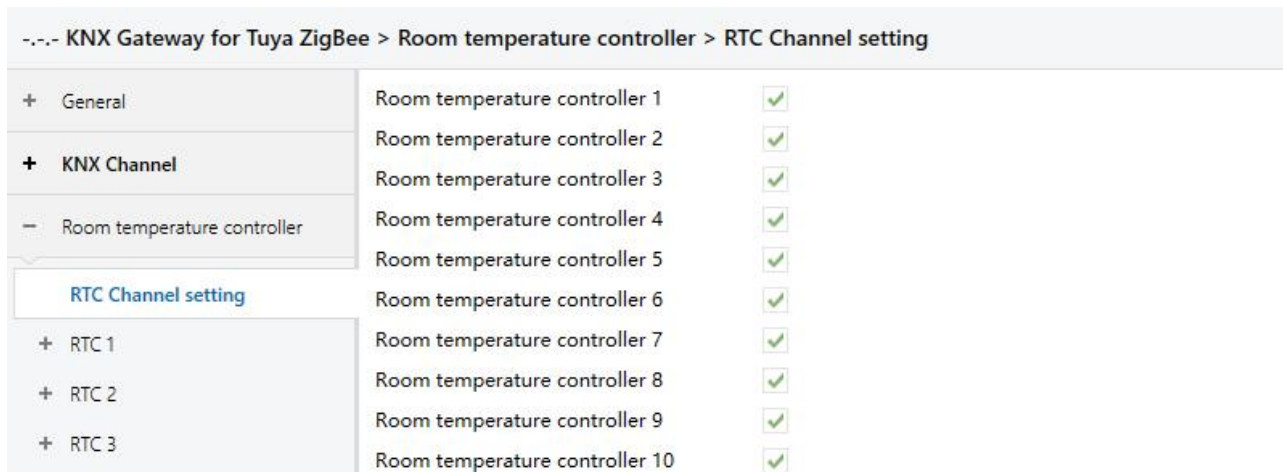 -.-.- KNX Gateway for Tuya ZigBee > Room temperature controller > RTC Channel setting
+ General
+ KNX Channel
− Room temperature controller
RTC Channel setting
+ RTC 1
+ RTC 2
+ RTC 3
Room temperature controller 1
Room temperature controller 2
Room temperature controller 3
Room temperature controller 4
Room temperature controller 5
Room temperature controller 6
Room temperature controller 7
Room temperature controller 8
Room temperature controller 9
Room temperature controller 10